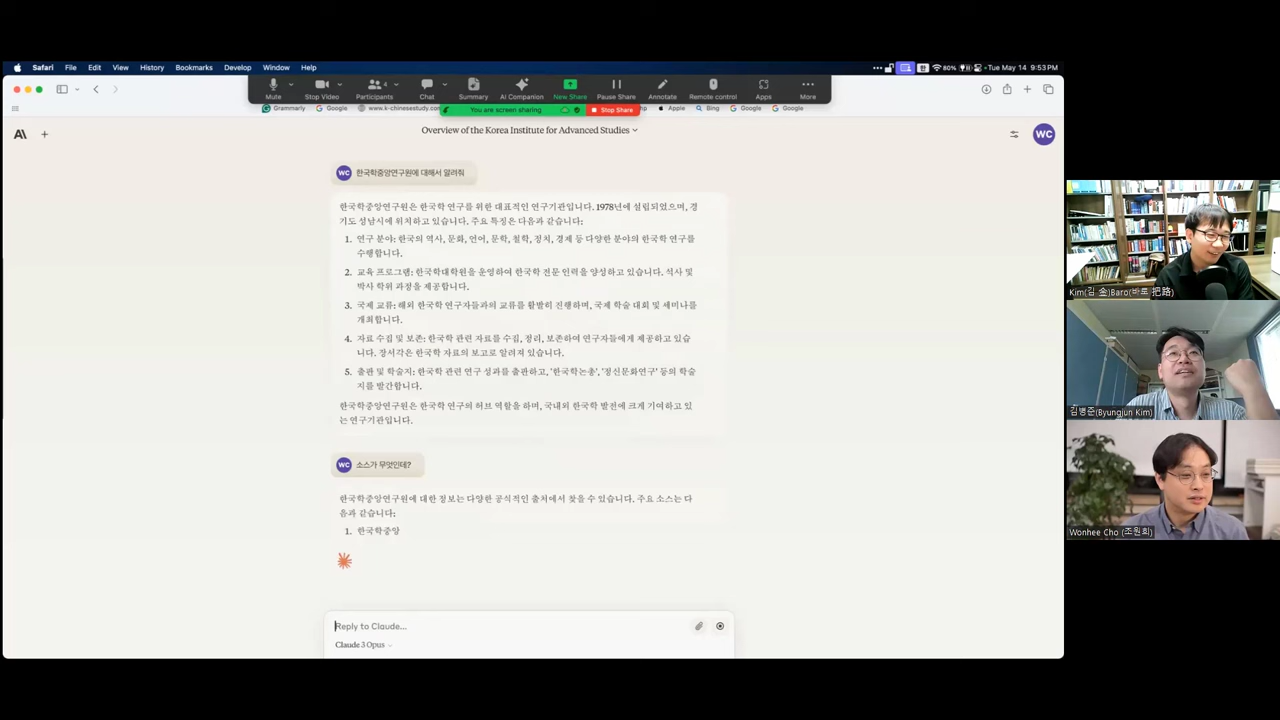 Safari File Edit View History Bookmarks Develop Window Help
80% Tue May 14 9:53PM
Mute Stop Video Participants 4 Chat Summary AI Companion New Share Pause Share Annotate Remote control Apps More
Grammarly Google www.k-chinesestudy.co... Apple Bing Google Google
You are screen sharing Stop Share
Overview of the Korea Institute for Advanced Studies
WC
WC 한국학중앙연구원에 대해서 알려줘
한국학중앙연구원은 한국학 연구를 위한 대표적인 연구기관입니다. 1978년에 설립되었으며, 경
기도 성남시에 위치하고 있습니다. 주요 특징은 다음과 같습니다:
1. 연구 분야: 한국의 역사, 문화, 언어, 문학, 철학, 정치, 경제 등 다양한 분야의 한국학 연구를
수행합니다.
2. 교육 프로그램: 한국학대학원을 운영하여 한국학 전문 인력을 양성하고 있습니다. 석사 및
박사 학위 과정을 제공합니다.
3. 국제 교류: 해외 한국학 연구자들과의 교류를 활발히 진행하며, 국제 학술 대회 및 세미나를
개최합니다.
4. 자료 수집 및 보존: 한국학 관련 자료를 수집, 정리, 보존하여 연구자들에게 제공하고 있습
니다. 장서각은 한국학 자료의 보고로 알려져 있습니다.
5. 출판 및 학술지: 한국학 관련 연구 성과를 출판하고, '한국학논총', '정신문화연구' 등의 학술
지를 발간합니다.
한국학중앙연구원은 한국학 연구의 허브 역할을 하며, 국내외 한국학 발전에 크게 기여하고 있
는 연구기관입니다.
WC 소스가 무엇인데?
한국학중앙연구원에 대한 정보는 다양한 공식적인 출처에서 찾을 수 있습니다. 주요 소스는 다
음과 같습니다:
1. 한국학중앙
Reply to Claude...
Claude 3 Opus
Kim(김 金)Baro(바로 把路)
김병준(Byungjun Kim)
Wonhee Cho (조원희)